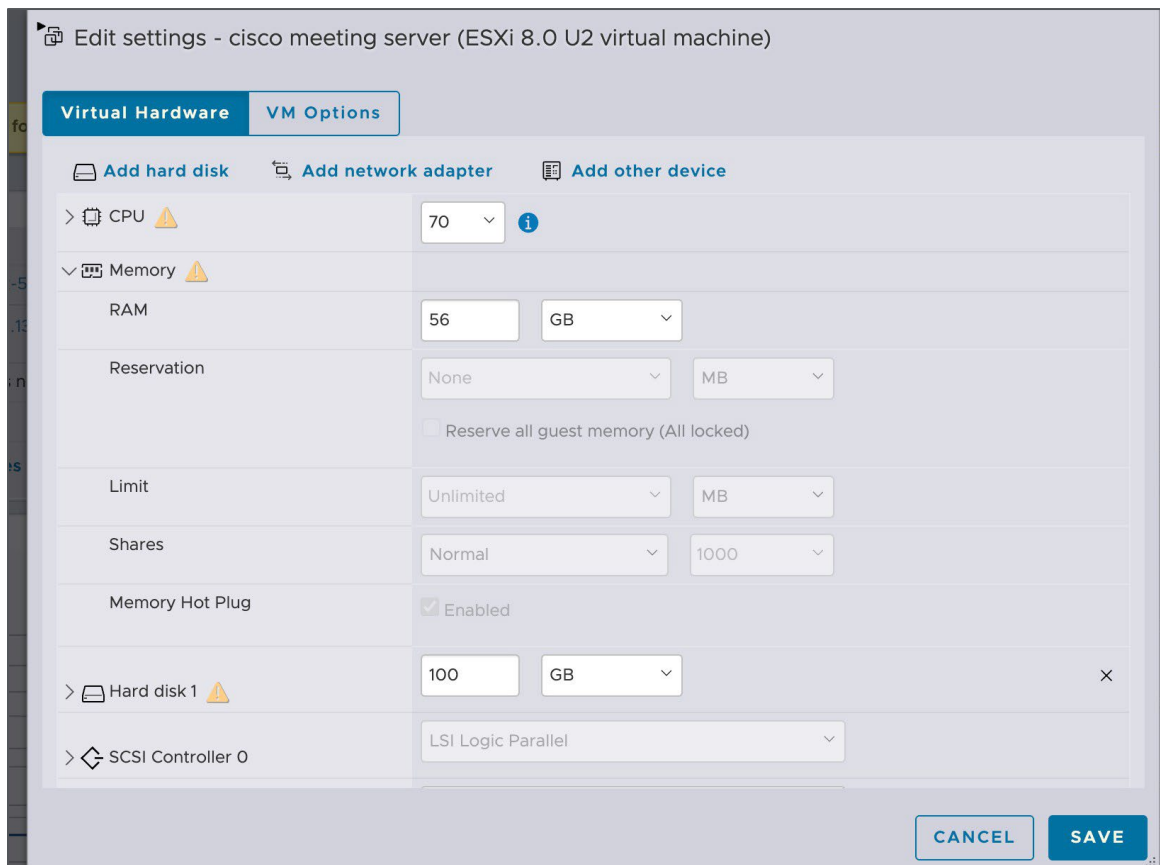 Edit settings - cisco meeting server (ESXi 8.0 U2 virtual machine)
Virtual Hardware VM Options
Add hard disk Add network adapter Add other device
CPU 70
Memory
RAM 56 GB
Reservation None MB
Reserve all guest memory (All locked)
Limit Unlimited MB
Shares Normal 1000
Memory Hot Plug Enabled
Hard disk 1 100 GB
SCSI Controller 0 LSI Logic Parallel
CANCEL SAVE